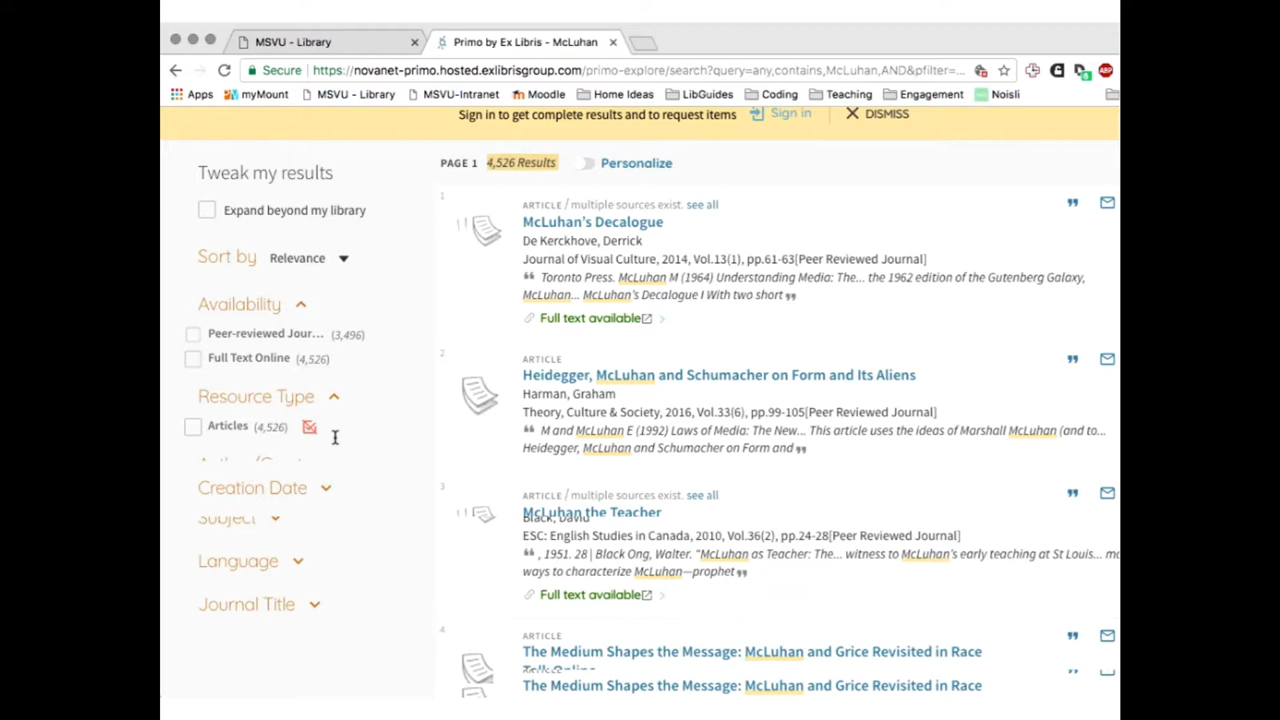 MSVU - Library
Primo by Ex Libris - McLuhan
Secure https://novanet-primo.hosted.exlibrisgroup.com/primo-explore/search?query=any,contains,McLuhan,AND&pfilter=...
Apps myMount MSVU - Library MSVU-Intranet Moodle Home Ideas LibGuides Coding Teaching Engagement Noisli
Sign in to get complete results and to request items Sign in DISMISS
Tweak my results
Expand beyond my library
Sort by Relevance
Availability
Peer-reviewed Jour... (3,496)
Full Text Online (4,526)
Resource Type
Articles (4,526)
Creation Date
Subject
Language
Journal Title
PAGE 1 4,526 Results Personalize
1
ARTICLE / multiple sources exist. see all
McLuhan's Decalogue
De Kerckhove, Derrick
Journal of Visual Culture, 2014, Vol.13(1), pp.61-63[Peer Reviewed Journal]
❝ Toronto Press. McLuhan M (1964) Understanding Media: The... the 1962 edition of the Gutenberg Galaxy,
McLuhan... McLuhan's Decalogue I With two short ❞
Full text available
2
ARTICLE
Heidegger, McLuhan and Schumacher on Form and Its Aliens
Harman, Graham
Theory, Culture & Society, 2016, Vol.33(6), pp.99-105[Peer Reviewed Journal]
❝ M and McLuhan E (1992) Laws of Media: The New... This article uses the ideas of Marshall McLuhan (and to...
Heidegger, McLuhan and Schumacher on Form and ❞
3
ARTICLE / multiple sources exist. see all
McLuhan the Teacher
Black, David
ESC: English Studies in Canada, 2010, Vol.36(2), pp.24-28[Peer Reviewed Journal]
❝ , 1951. 28 | Black Ong, Walter. "McLuhan as Teacher: The... witness to McLuhan's early teaching at St Louis...
ways to characterize McLuhan—prophet ❞
Full text available
4
ARTICLE
The Medium Shapes the Message: McLuhan and Grice Revisited in Race
Talk Online
The Medium Shapes the Message: McLuhan and Grice Revisited in Race